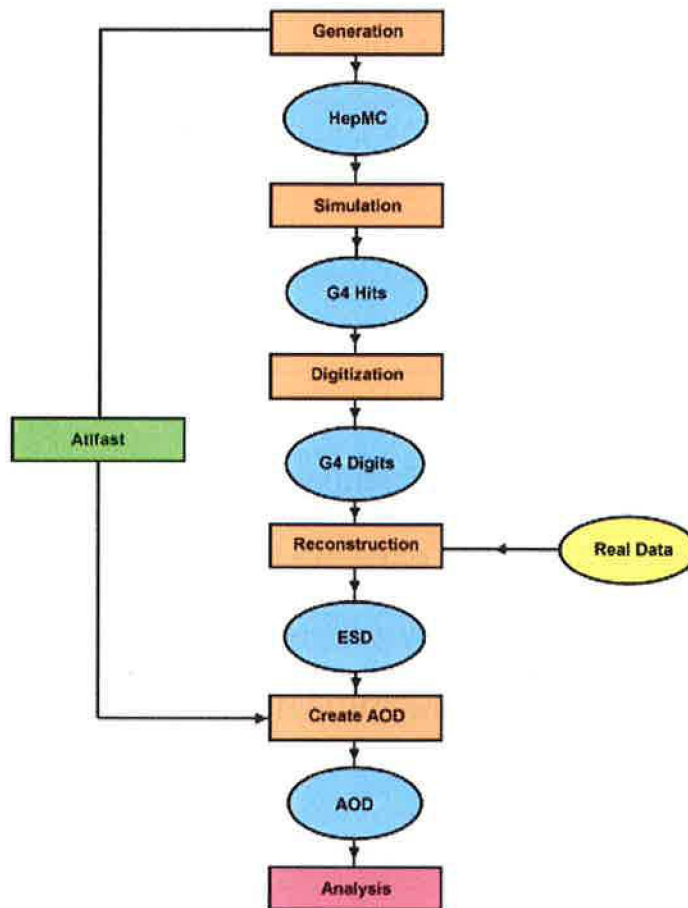 Generation
HepMC
Simulation
G4 Hits
Digitization
Atlfast
G4 Digits
Reconstruction
Real Data
ESD
Create AOD
AOD
Analysis